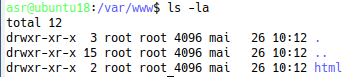 asr@ubuntu18:/var/www$ ls -la
total 12
drwxr-xr-x  3 root root 4096 mai   26 10:12 .
drwxr-xr-x 15 root root 4096 mai   26 10:12 ..
drwxr-xr-x  2 root root 4096 mai   26 10:12 html